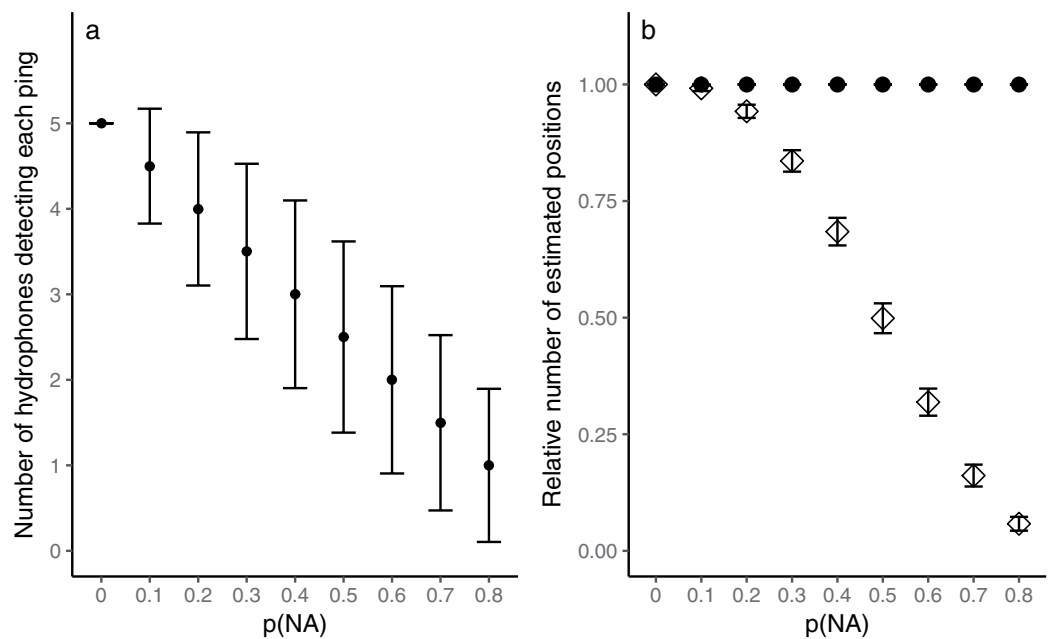 a
Number of hydrophones detecting each ping
5
4
3
2
1
0
0 0.1 0.2 0.3 0.4 0.5 0.6 0.7 0.8
p(NA)
b
Relative number of estimated positions
1.00
0.75
0.50
0.25
0.00
0 0.1 0.2 0.3 0.4 0.5 0.6 0.7 0.8
p(NA)